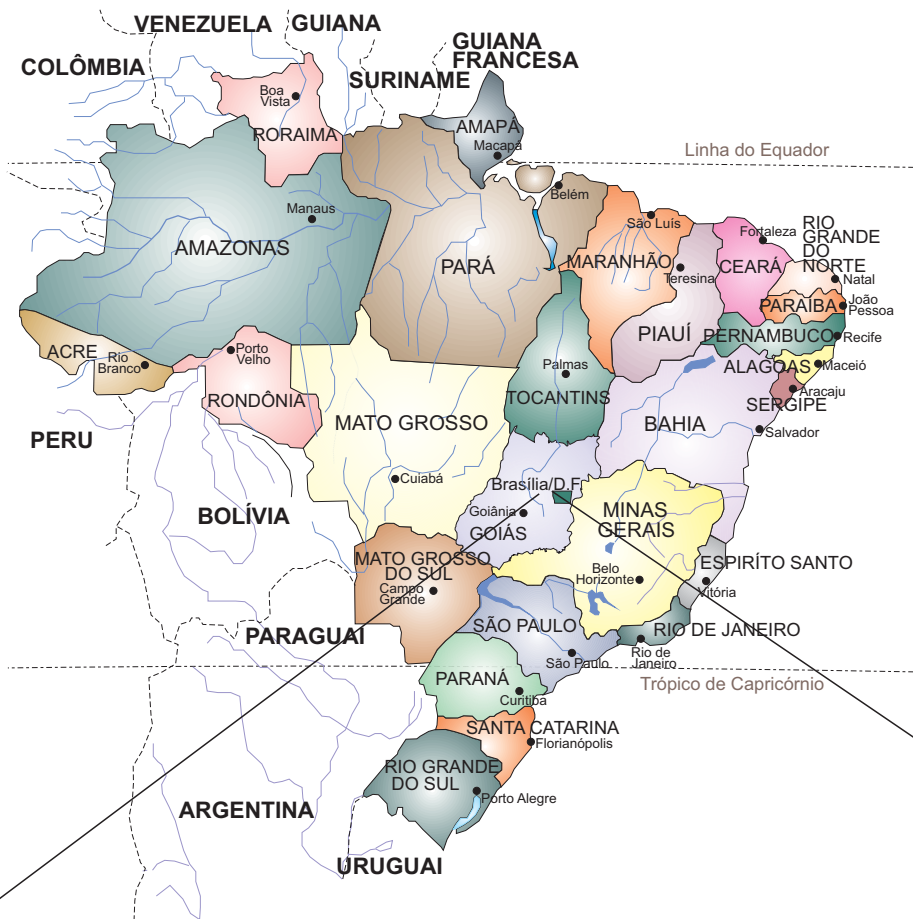 VENEZUELA
GUIANA
COLÔMBIA
GUIANA
FRANCESA
SURINAME
Boa
Vista
RORAIMA
AMAPÁ
Macapá
Linha do Equador
Belém
Manaus
AMAZONAS
PARÁ
São Luís
MARANHÃO
Teresina
Fortaleza
CEARÁ
RIO
GRANDE
DO
NORTE
Natal
PARAÍBA
João
Pessoa
PIAUÍ
PERNAMBUCO
Recife
ACRE
Rio
Branco
Porto
Velho
RONDÔNIA
Palmas
TOCANTINS
ALAGOAS
Maceió
Aracaju
SERGIPE
PERU
MATO GROSSO
BAHIA
Salvador
Cuiabá
Brasília/D.F.
Goiânia
GOIÁS
MINAS
GERAIS
BOLÍVIA
MATO GROSSO
DO SUL
Campo
Grande
Belo
Horizonte
ESPIRÍTO SANTO
Vitória
PARAGUAI
SÃO PAULO
São Paulo
RIO DE JANEIRO
Rio de
Janeiro
Trópico de Capricórnio
PARANÁ
Curitiba
SANTA CATARINA
Florianópolis
RIO GRANDE
DO SUL
Porto Alegre
ARGENTINA
URUGUAI